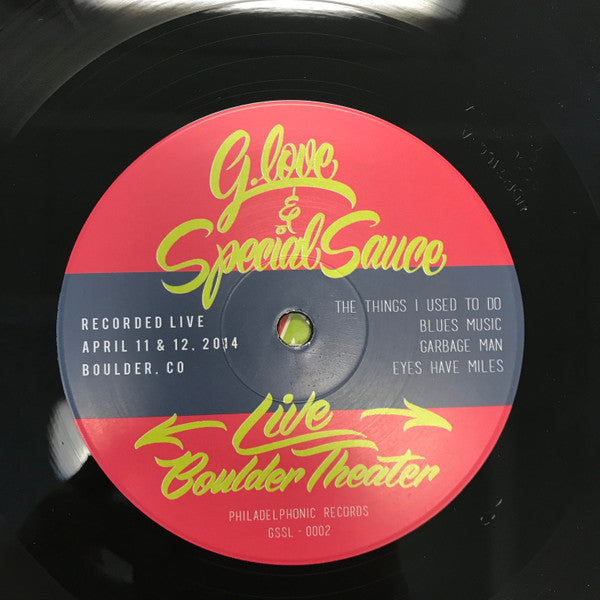 G. Love
&
Special Sauce
RECORDED LIVE
APRIL 11 & 12, 2014
BOULDER, CO
THE THINGS I USED TO DO
BLUES MUSIC
GARBAGE MAN
EYES HAVE MILES
Live
Boulder Theater
PHILADELPHONIC RECORDS
GSSL - 0002